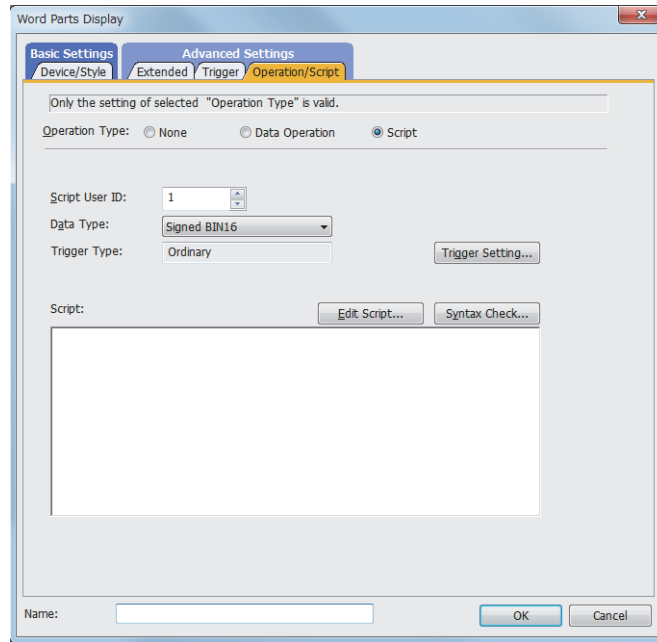 Word Parts Display
Basic Settings
Advanced Settings
Device/Style
Extended
Trigger
Operation/Script
Only the setting of selected "Operation Type" is valid.
Operation Type: None Data Operation Script
Script User ID: 1
Data Type: Signed BIN16
Trigger Type: Ordinary Trigger Setting...
Script: Edit Script... Syntax Check...
Name: OK Cancel